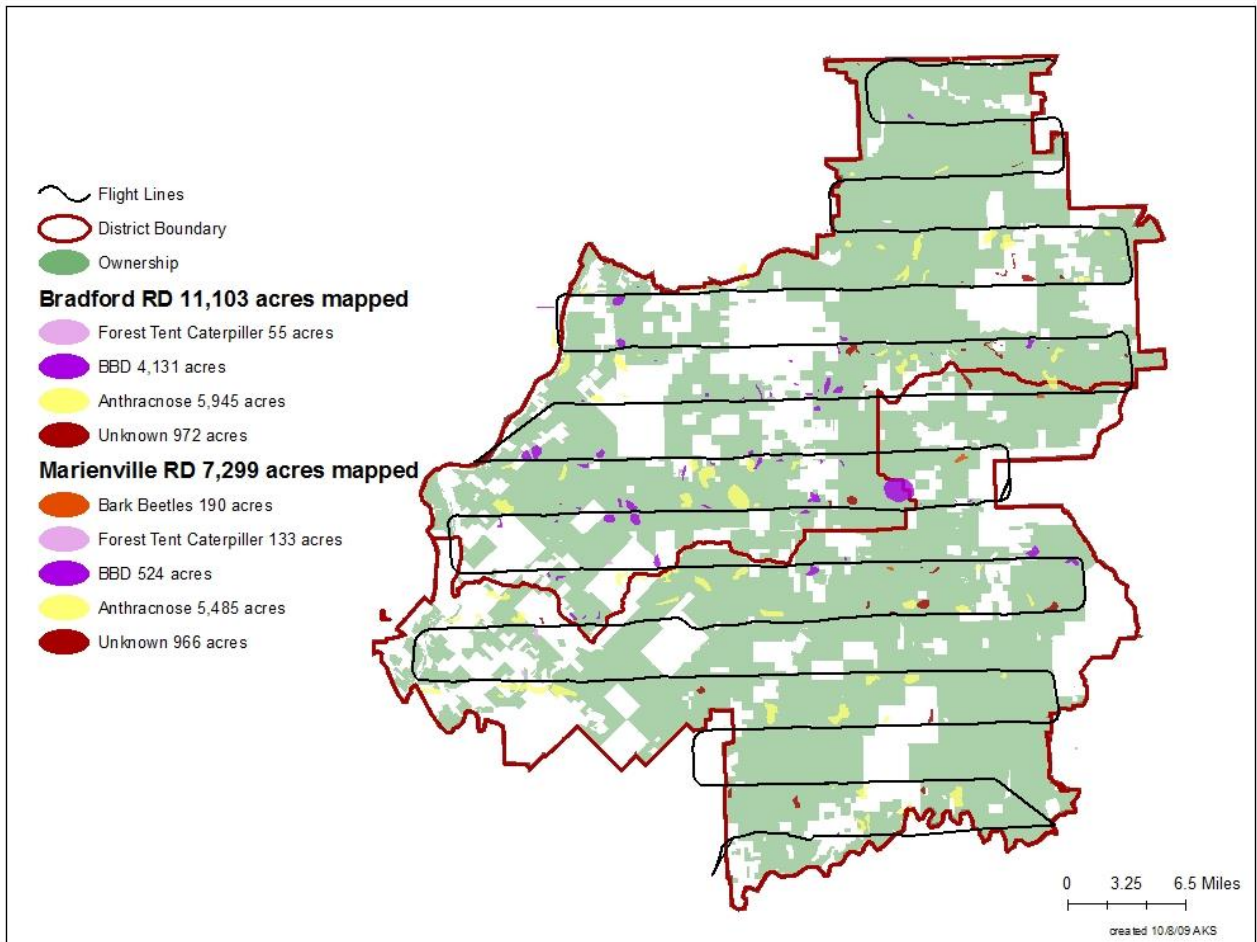 Flight Lines
District Boundary
Ownership
Bradford RD 11,103 acres mapped
Forest Tent Caterpiller 55 acres
BBD 4,131 acres
Anthracnose 5,945 acres
Unknown 972 acres
Marienville RD 7,299 acres mapped
Bark Beetles 190 acres
Forest Tent Caterpiller 133 acres
BBD 524 acres
Anthracnose 5,485 acres
Unknown 966 acres
0 3.25 6.5 Miles
created 10/8/09 AKS